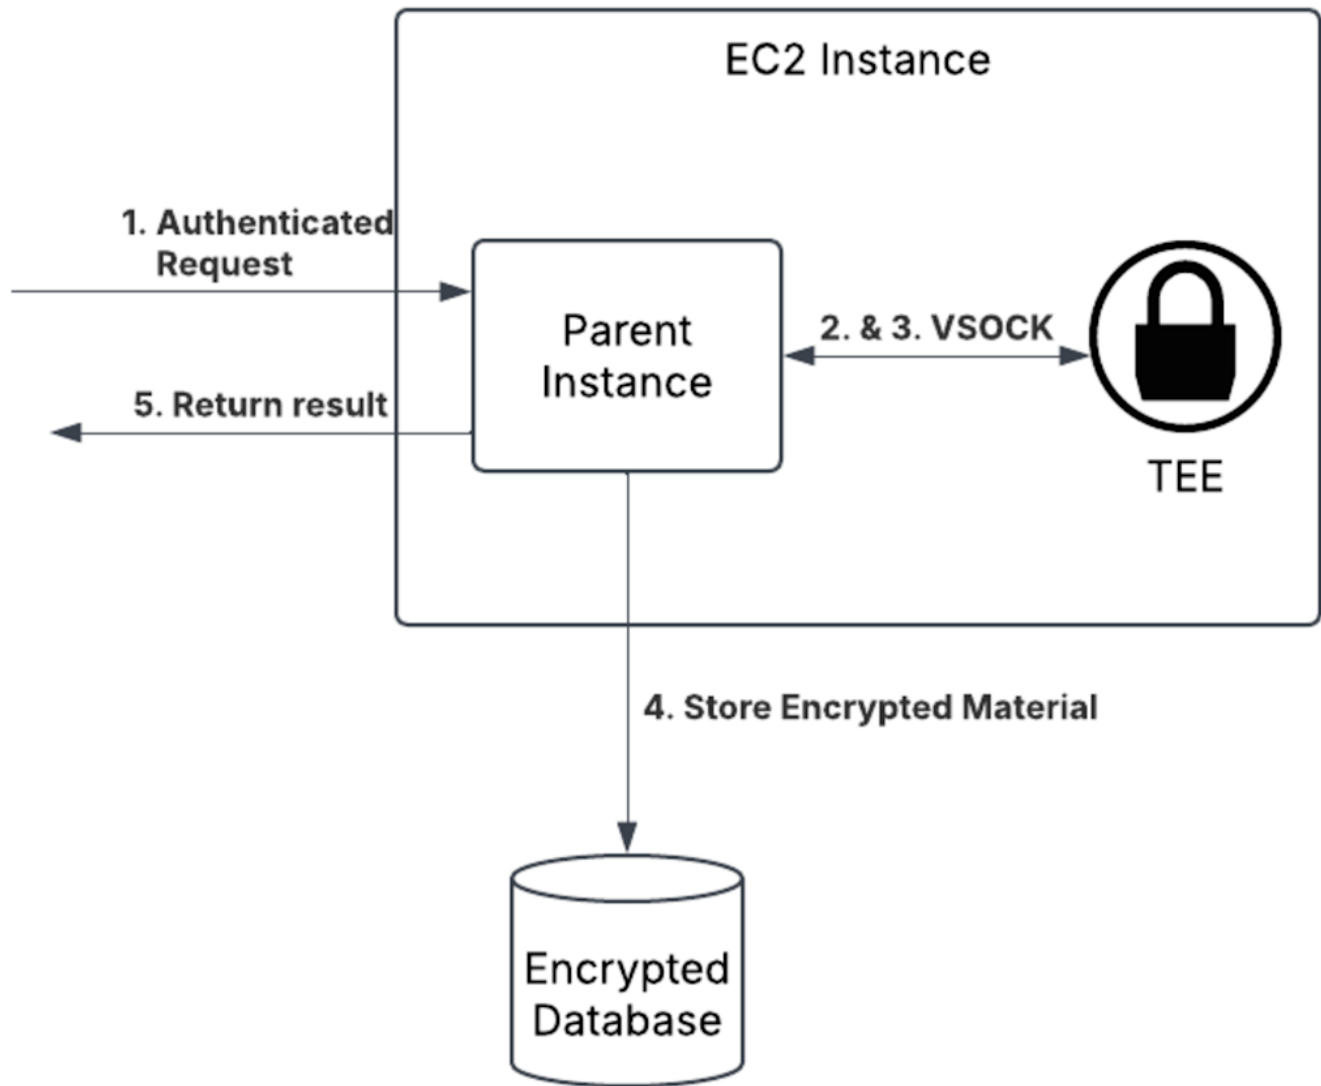 EC2 Instance
1. Authenticated
Request
Parent
Instance
2. & 3. VSOCK
5. Return result
TEE
4. Store Encrypted Material
Encrypted
Database